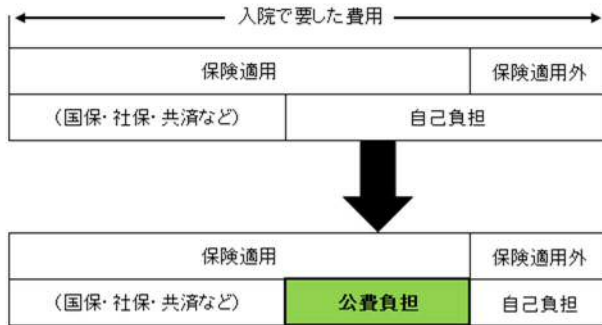 入院で要した費用
保険適用 保険適用外
（国保・社保・共済など） 自己負担
保険適用 保険適用外
（国保・社保・共済など） 公費負担 自己負担